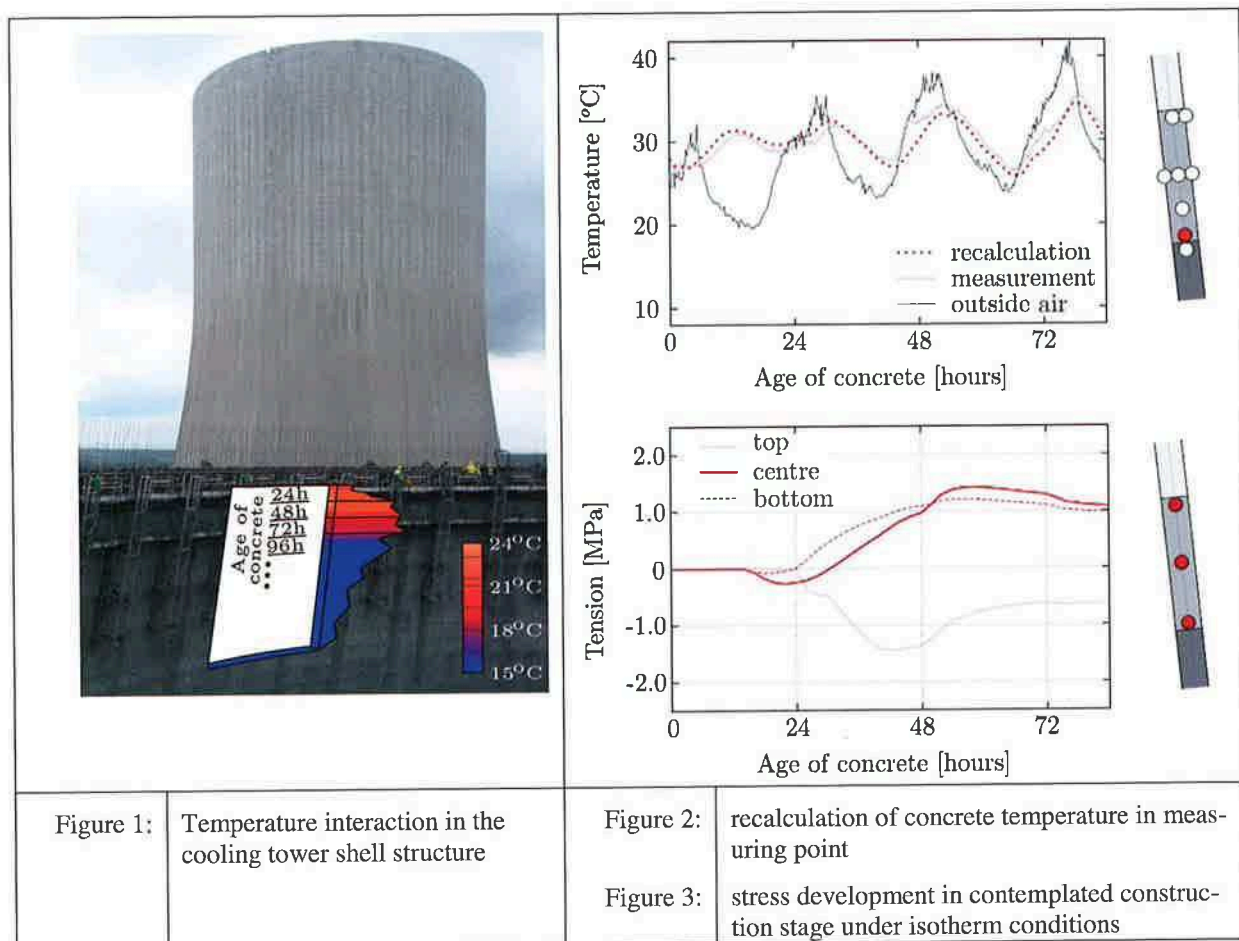 Age of
concrete
24h
48h
72h
96h
24°C
21°C
18°C
15°C
Temperature [°C]
40
30
20
10
recalculation
measurement
outside air
0
24
48
72
Age of concrete [hours]
Tension [MPa]
2.0
1.0
0
-1.0
-2.0
top
centre
bottom
0
24
48
72
Age of concrete [hours]
Figure 1:
Temperature interaction in the
cooling tower shell structure
Figure 2:
recalculation of concrete temperature in meas-
uring point
Figure 3:
stress development in contemplated construc-
tion stage under isotherm conditions